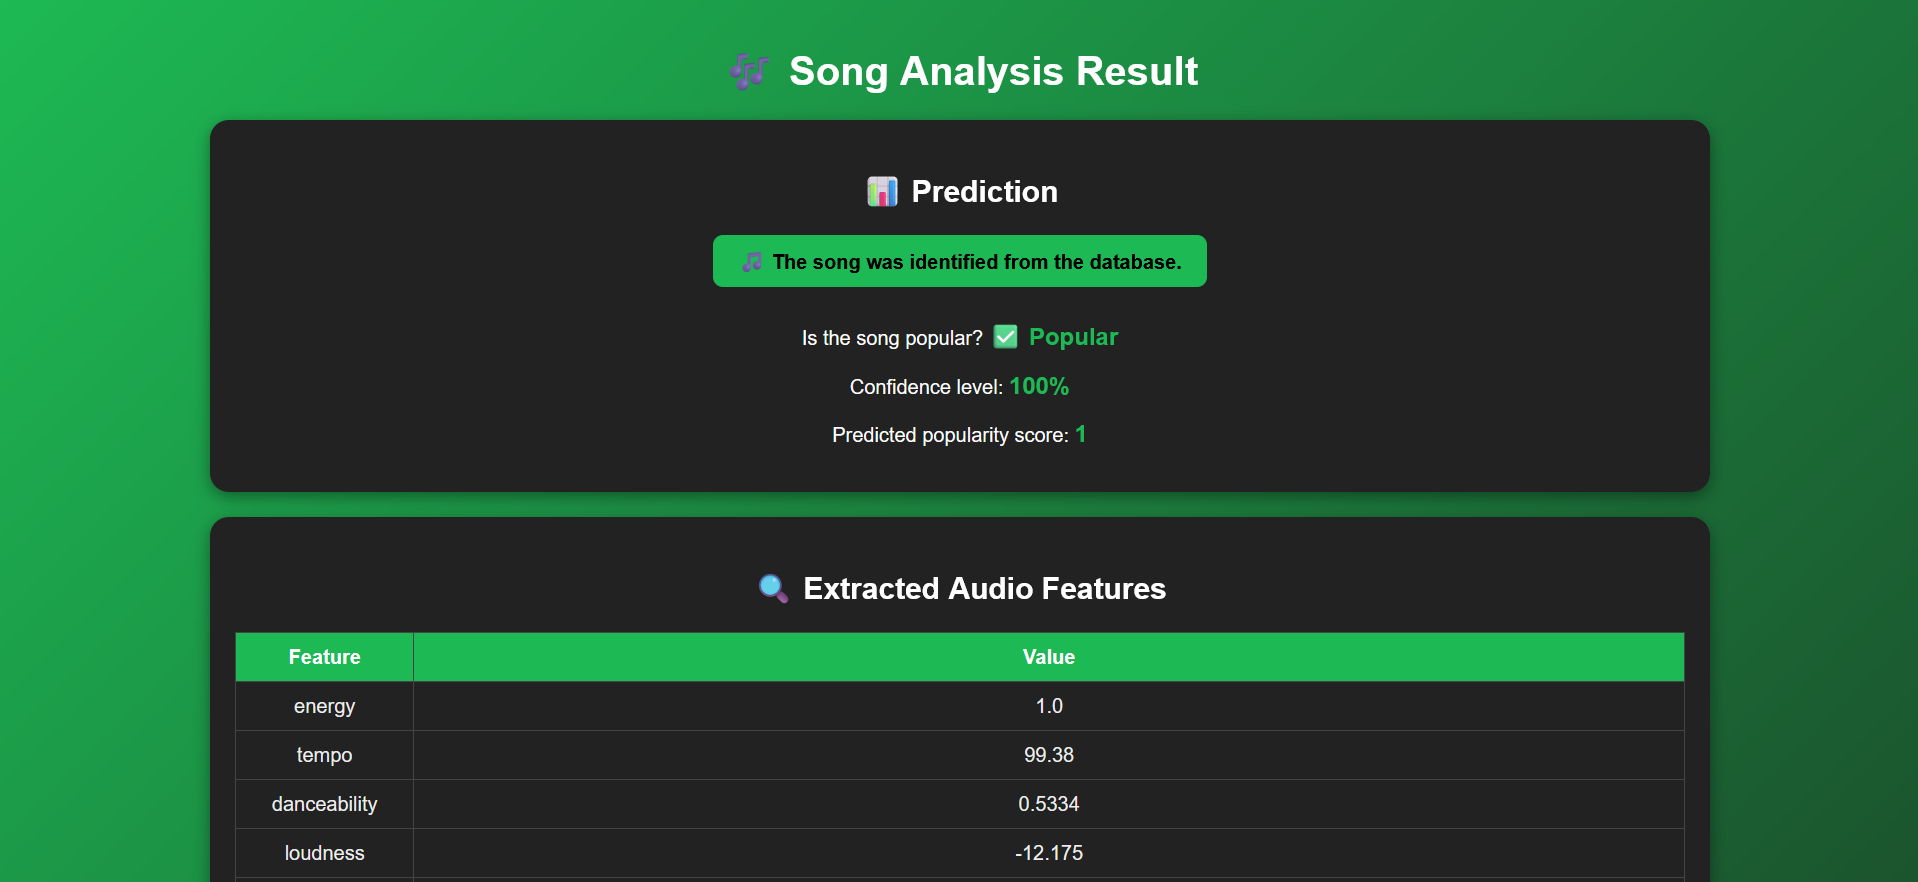 Song Analysis Result
Prediction
The song was identified from the database.
Is the song popular? Popular
Confidence level: 100%
Predicted popularity score: 1
Extracted Audio Features
Feature Value
energy 1.0
tempo 99.38
danceability 0.5334
loudness -12.175